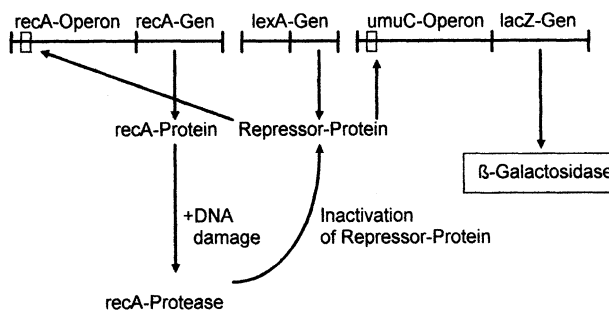 recA-Operon recA-Gen lexA-Gen umuC-Operon lacZ-Gen
recA-Protein Repressor-Protein
ß-Galactosidase
+DNA damage
Inactivation of Repressor-Protein
recA-Protease